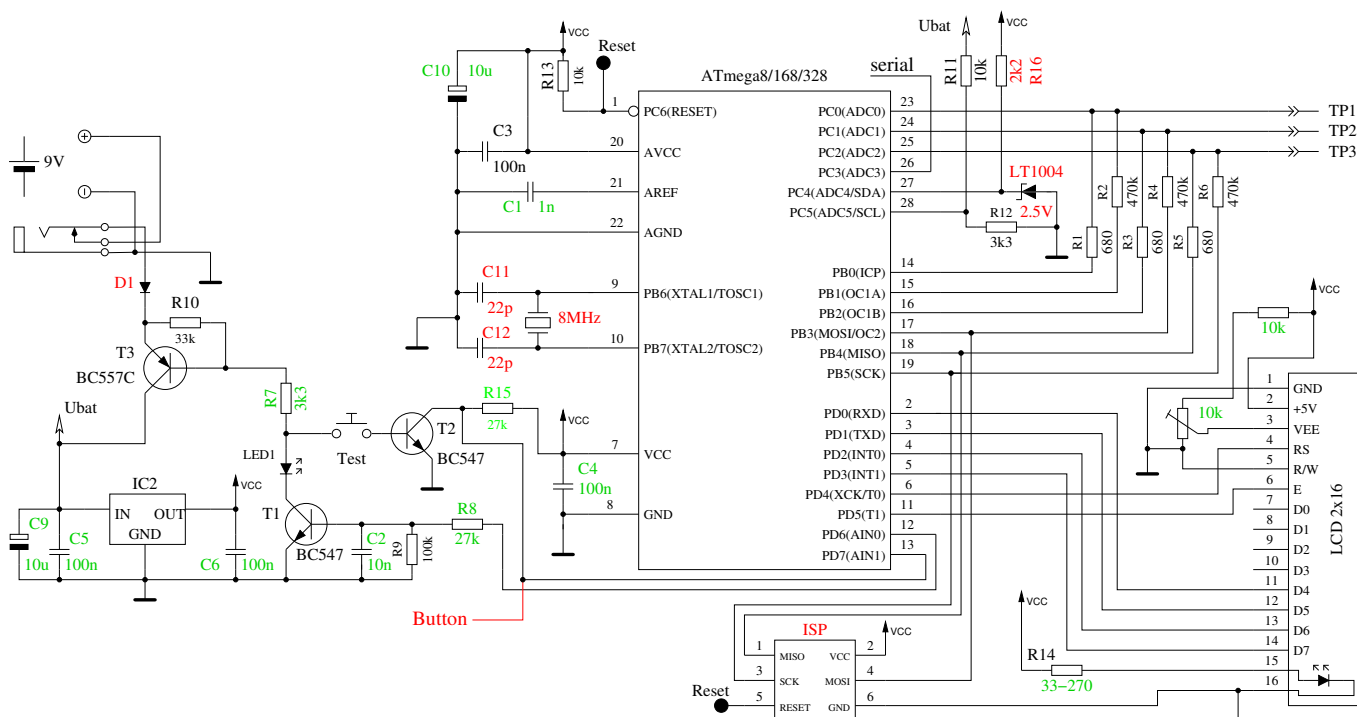 VCC
Ubat
VCC
Reset
C10
10u
R13
10k
ATmega8/168/328
serial
R11
10k
2k2
R16
1
PC6(RESET)
PC0(ADC0)
23
TP1
PC1(ADC1)
24
TP2
C3
100n
20
AVCC
PC2(ADC2)
25
TP3
PC3(ADC3)
26
9V
+
−
C1
1n
21
AREF
PC4(ADC4/SDA)
27
LT1004
2.5V
PC5(ADC5/SCL)
28
R12
3k3
22
AGND
R2
470k
R4
470k
R6
470k
R1
680
R3
680
R5
680
D1
C11
22p
9
PB6(XTAL1/TOSC1)
8MHz
C12
22p
10
PB7(XTAL2/TOSC2)
PB0(ICP)
14
PB1(OC1A)
15
PB2(OC1B)
16
PB3(MOSI/OC2)
17
PB4(MISO)
18
PB5(SCK)
19
R10
33k
T3
BC557C
VCC
10k
R7
3k3
Ubat
R15
27k
VCC
T2
BC547
Test
LED1
7
VCC
C4
100n
8
GND
PD0(RXD)
2
PD1(TXD)
3
PD2(INT0)
4
PD3(INT1)
5
PD4(XCK/T0)
6
PD5(T1)
11
PD6(AIN0)
12
PD7(AIN1)
13
10k
1
GND
2
+5V
3
VEE
4
RS
5
R/W
6
E
7
D0
8
D1
9
D2
10
D3
11
D4
12
D5
13
D6
14
D7
15
16
LCD 2x16
IC2
IN
OUT
GND
VCC
C9
10u
C5
100n
C6
100n
T1
BC547
C2
10n
R9
100k
R8
27k
Button
ISP
VCC
1
MISO
VCC
2
3
SCK
MOSI
4
5
RESET
GND
6
Reset
VCC
R14
33−270